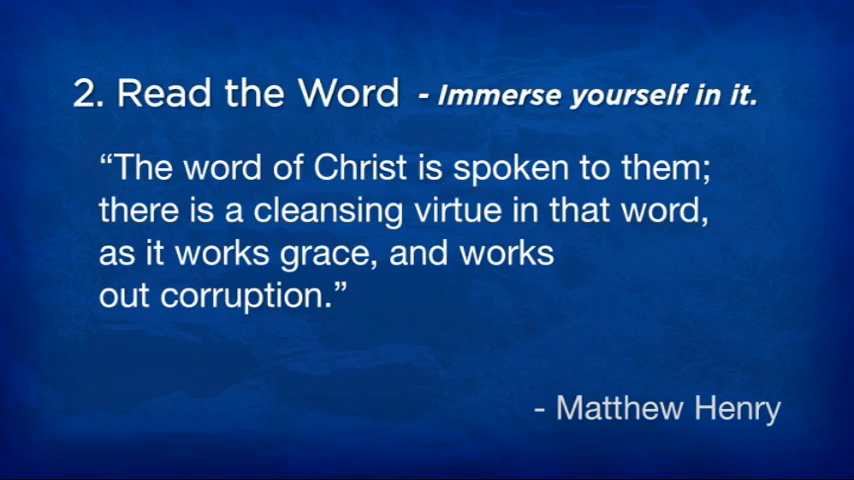 2. Read the Word - Immerse yourself in it.
“The word of Christ is spoken to them;
there is a cleansing virtue in that word,
as it works grace, and works
out corruption.”
- Matthew Henry